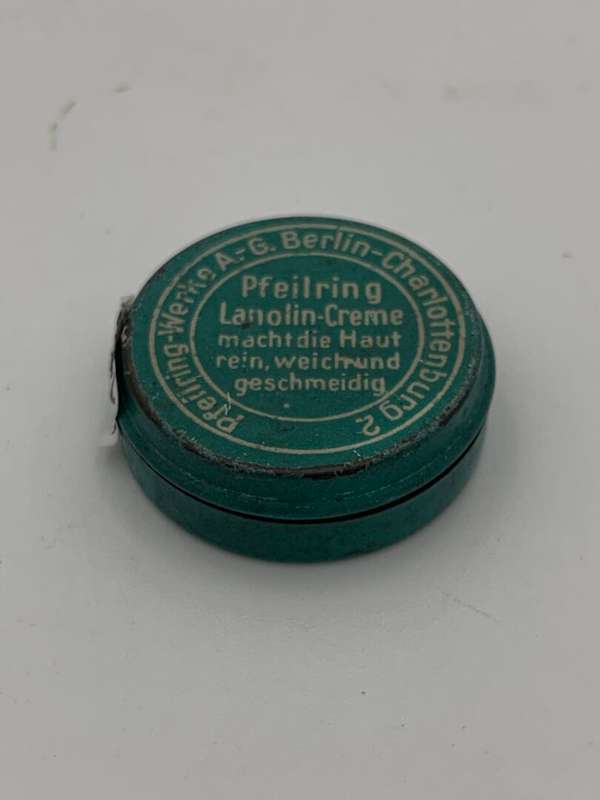 Pfeilring-Werke A.-G. Berlin-Charlottenburg 2
Pfeilring
Lanolin-Creme
macht die Haut
rein, weich und
geschmeidig